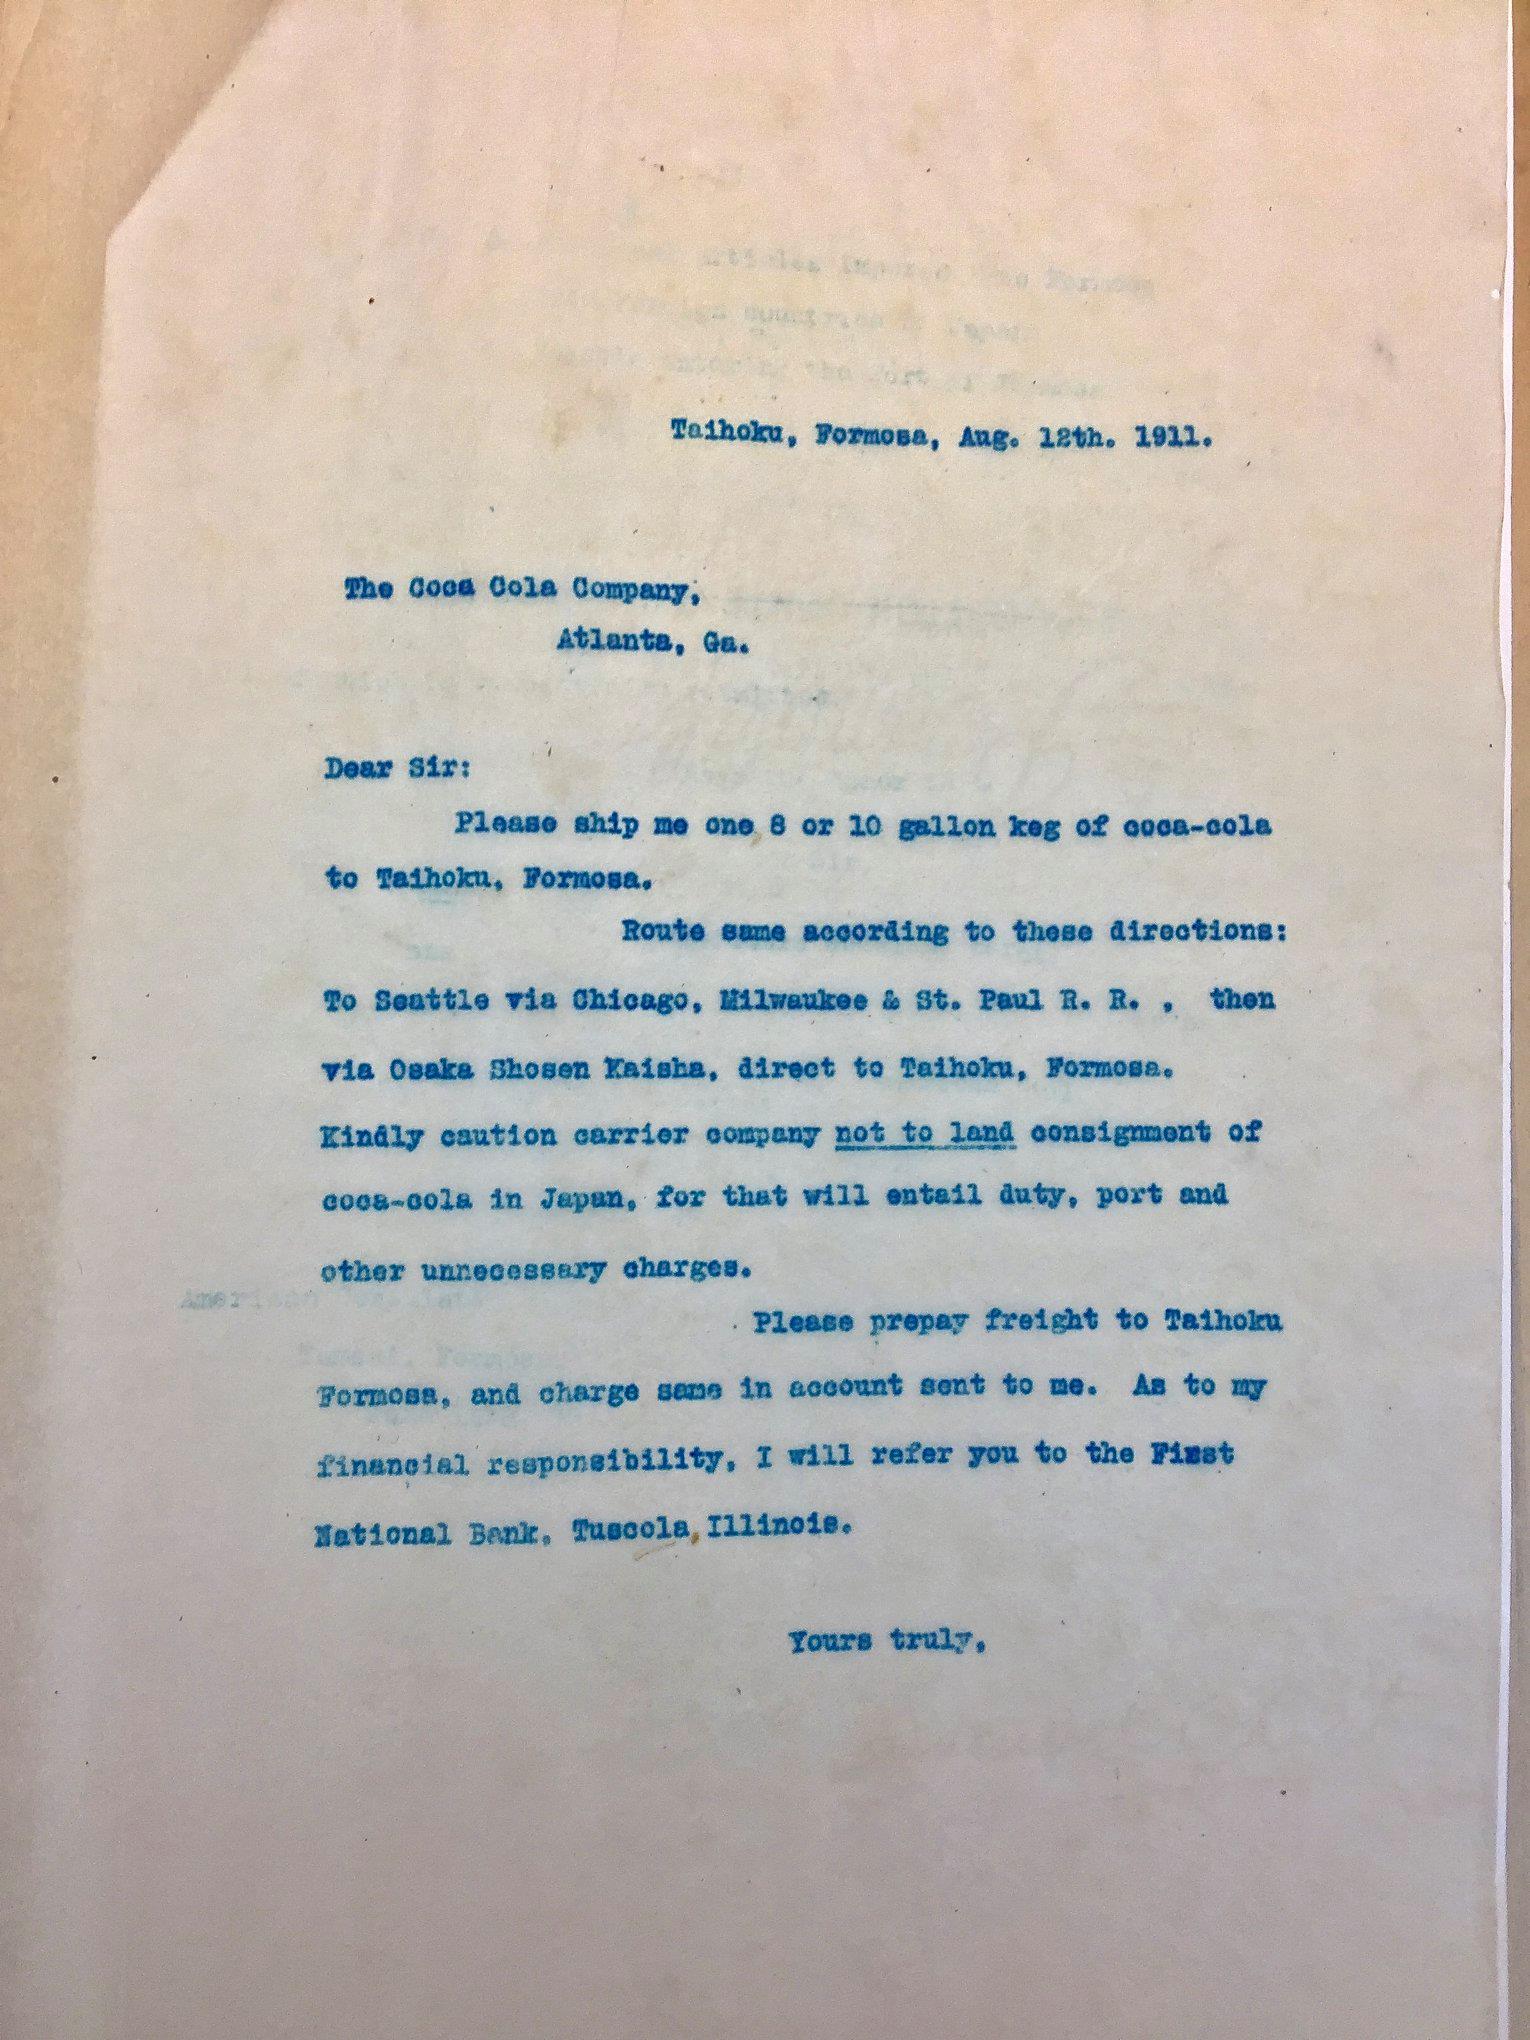 Taihoku, Formosa, Aug. 12th. 1911.
The Coca Cola Company,
Atlanta, Ga.
Dear Sir:
Please ship me one 8 or 10 gallon keg of coca-cola
to Taihoku, Formosa.
Route same according to these directions:
To Seattle via Chicago, Milwaukee & St. Paul R. R. , then
via Osaka Shosen Kaisha, direct to Taihoku, Formosa.
Kindly caution carrier company not to land consignment of
coca-cola in Japan, for that will entail duty, port and
other unnecessary charges.
Please prepay freight to Taihoku
Formosa, and charge same in account sent to me. As to my
financial responsibility, I will refer you to the First
National Bank, Tuscola, Illinois.
Yours truly,